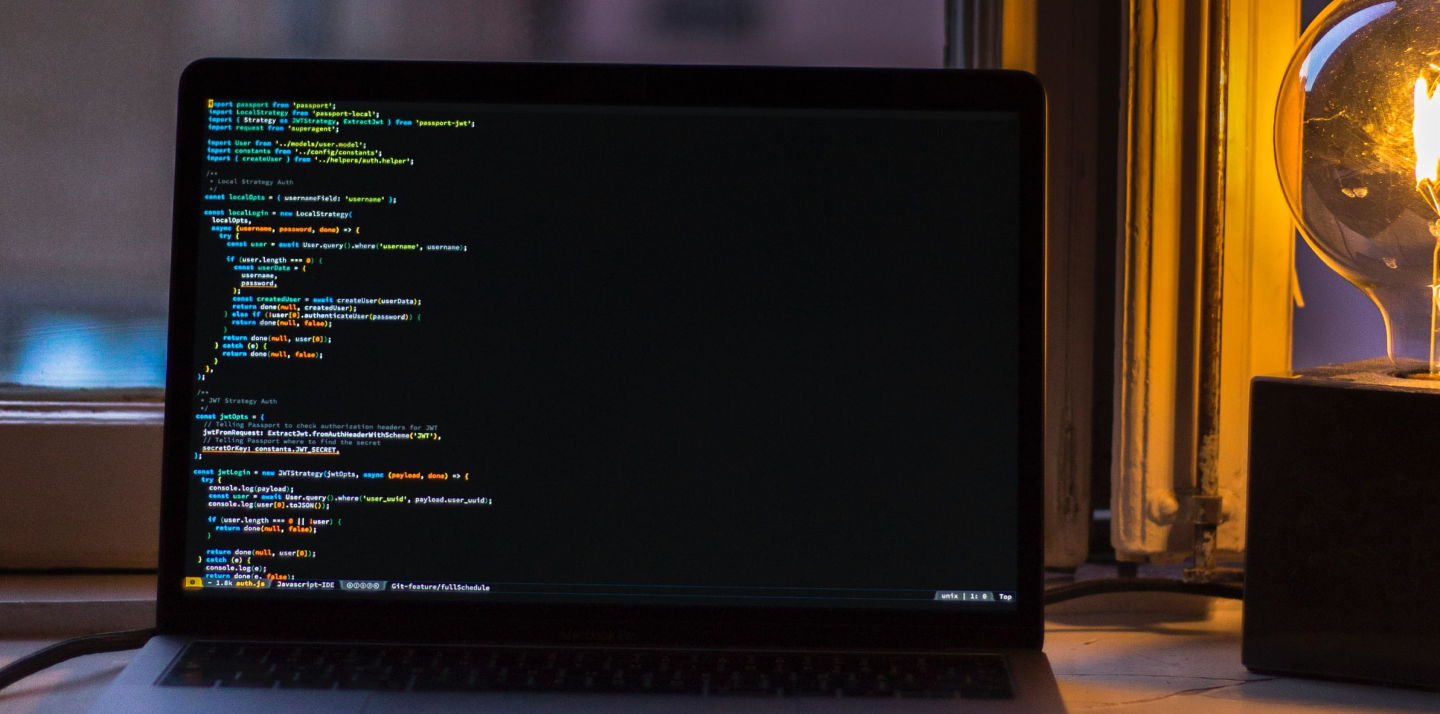 import passport from 'passport';
import LocalStrategy from 'passport-local';
import { Strategy as JWTStrategy, ExtractJwt } from 'passport-jwt';
import request from 'superagent';
import User from '../models/user.model';
import constants from '../config/constants';
import { createUser } from '../helpers/auth.helper';
/**
* Local Strategy Auth
*/
const localOpts = { usernameField: 'username' };
const localLogin = new LocalStrategy(
localOpts,
async (username, password, done) => {
try {
const user = await User.query().where('username', username);
if (user.length === 0) {
const userData = {
username,
password,
};
const createdUser = await createUser(userData);
return done(null, createdUser);
} else if (!user[0].authenticateUser(password)) {
return done(null, false);
}
return done(null, user[0]);
} catch (e) {
return done(null, false);
}
},
);
/**
* JWT Strategy Auth
*/
const jwtOpts = {
// Telling Passport to check authorization headers for JWT
jwtFromRequest: ExtractJwt.fromAuthHeaderWithScheme('JWT'),
// Telling Passport where to find the secret
secretOrKey: constants.JWT_SECRET,
};
const jwtLogin = new JWTStrategy(jwtOpts, async (payload, done) => {
try {
console.log(payload);
const user = await User.query().where('user_uuid', payload.user_uuid);
console.log(user[0].toJSON());
if (user.length === 0 || !user) {
return done(null, false);
}
return done(null, user[0]);
} catch (e) {
console.log(e);
return done(e, false);
- 1.8k auth.js Javascript-IDE Git-feature/fullSchedule unix | 1: 0 Top